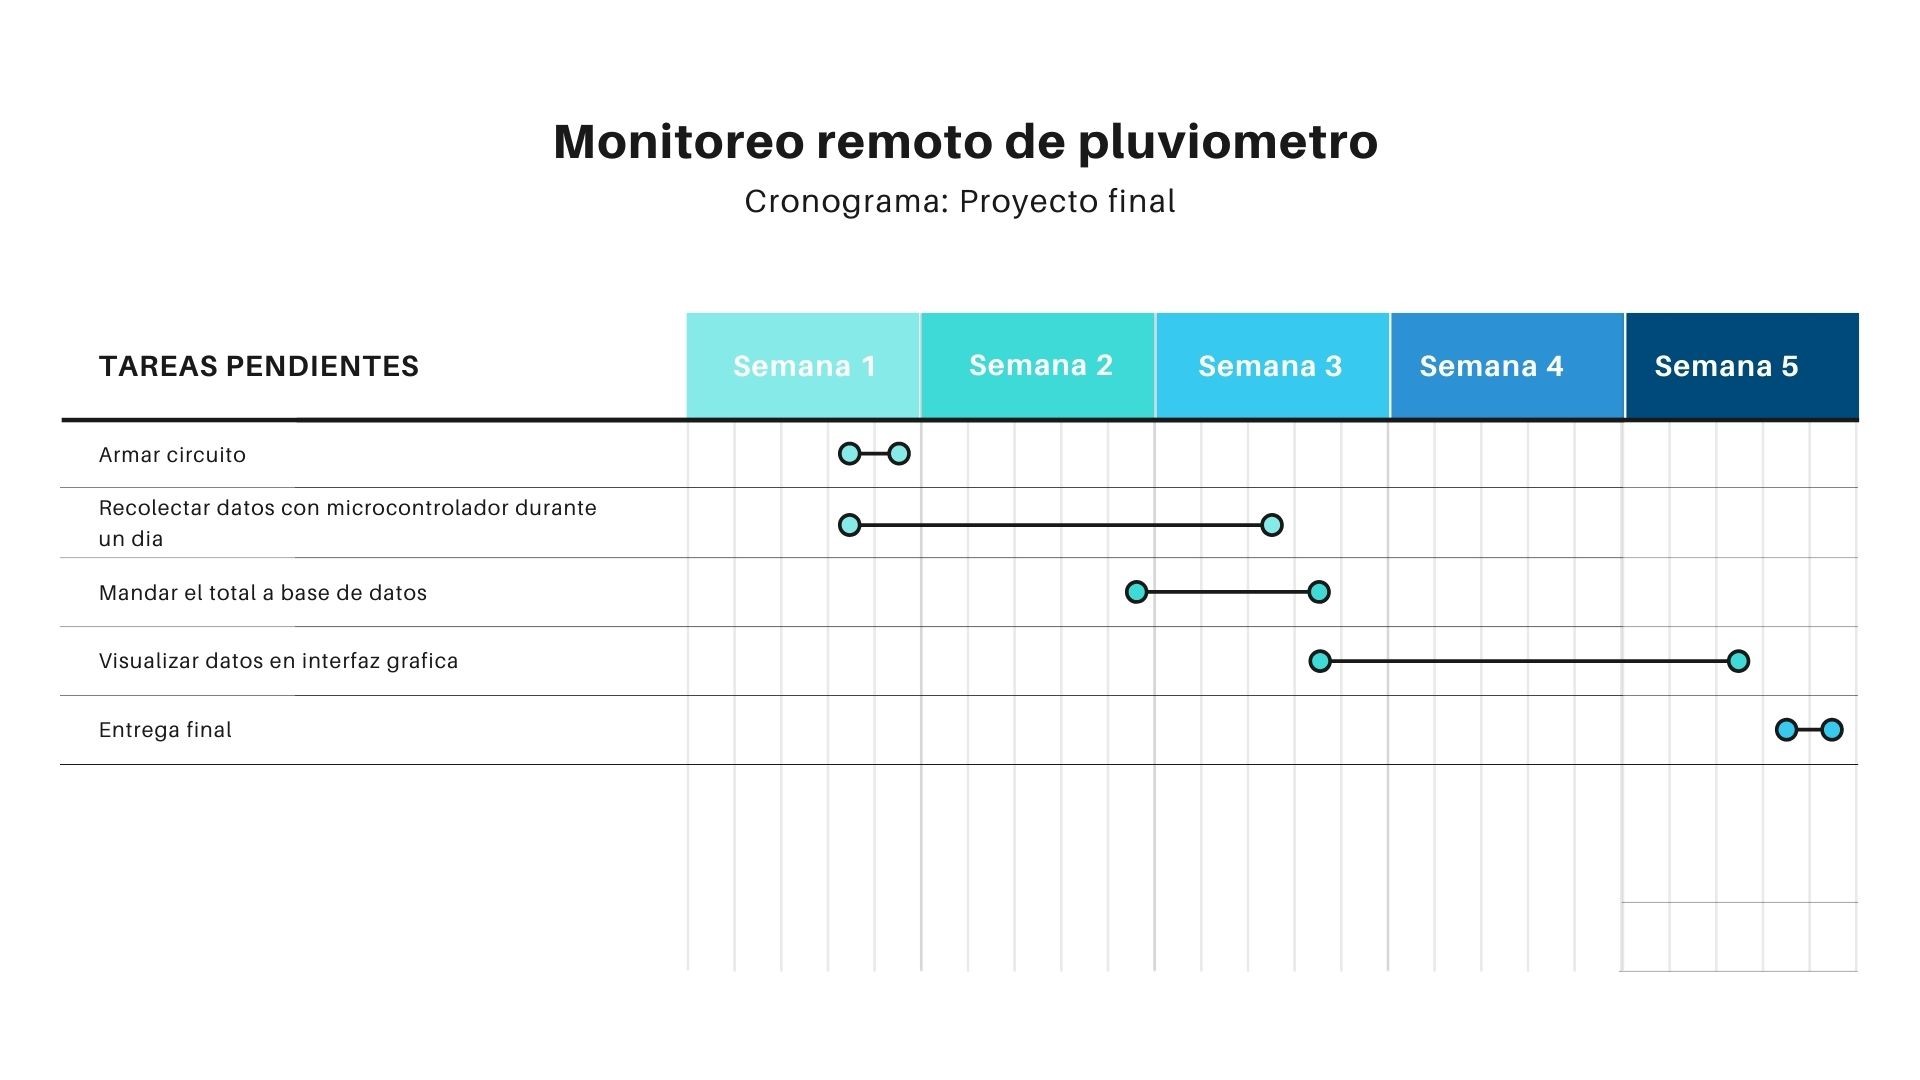 Monitoreo remoto de pluviometro
Cronograma: Proyecto final
TAREAS PENDIENTES
Semana 1
Semana 2
Semana 3
Semana 4
Semana 5
Armar circuito
Recolectar datos con microcontrolador durante
un dia
Mandar el total a base de datos
Visualizar datos en interfaz grafica
Entrega final